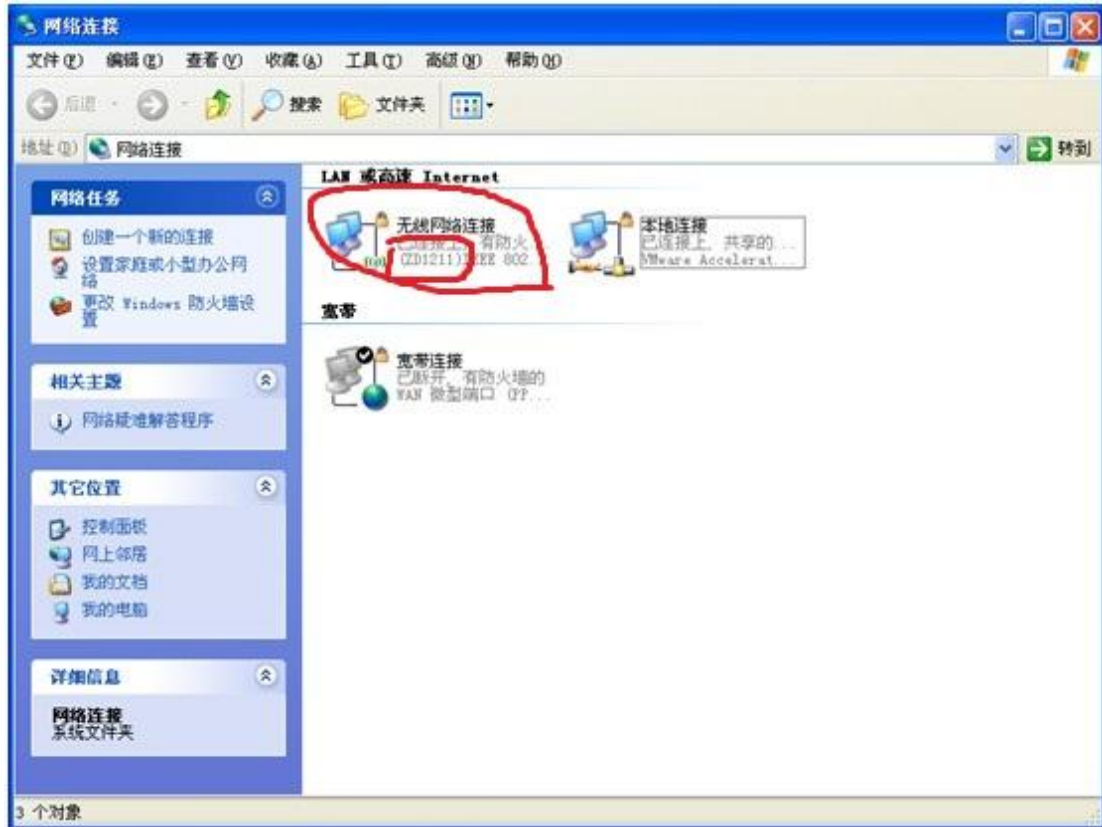 网络连接
文件(F) 编辑(E) 查看(V) 收藏(A) 工具(T) 高级(N) 帮助(H)
后退 搜索 文件夹
地址(D) 网络连接 转到
网络任务
创建一个新的连接
设置家庭或小型办公网
络
更改 Windows 防火墙设
置
相关主题
网络疑难解答程序
其它位置
控制面板
网上邻居
我的文档
我的电脑
详细信息
网络连接
系统文件夹
LAN 或高速 Internet
无线网络连接
已连接上, 有防火...
(ZD1211)IEEE 802
本地连接
已连接上, 共享的...
VMware Accelerat...
宽带
宽带连接
已断开, 有防火墙的
WAN 微型端口 (PP...
3 个对象